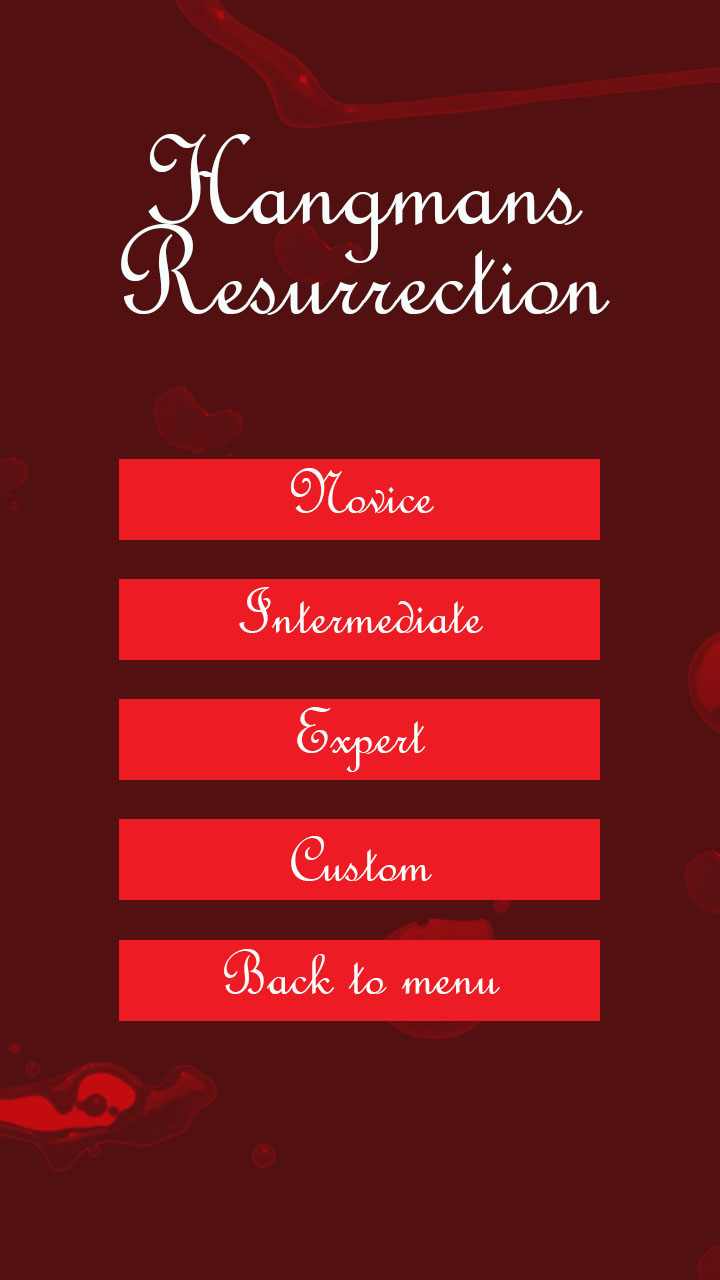 Hangmans
Resurrection
Novice
Intermediate
Expert
Custom
Back to menu